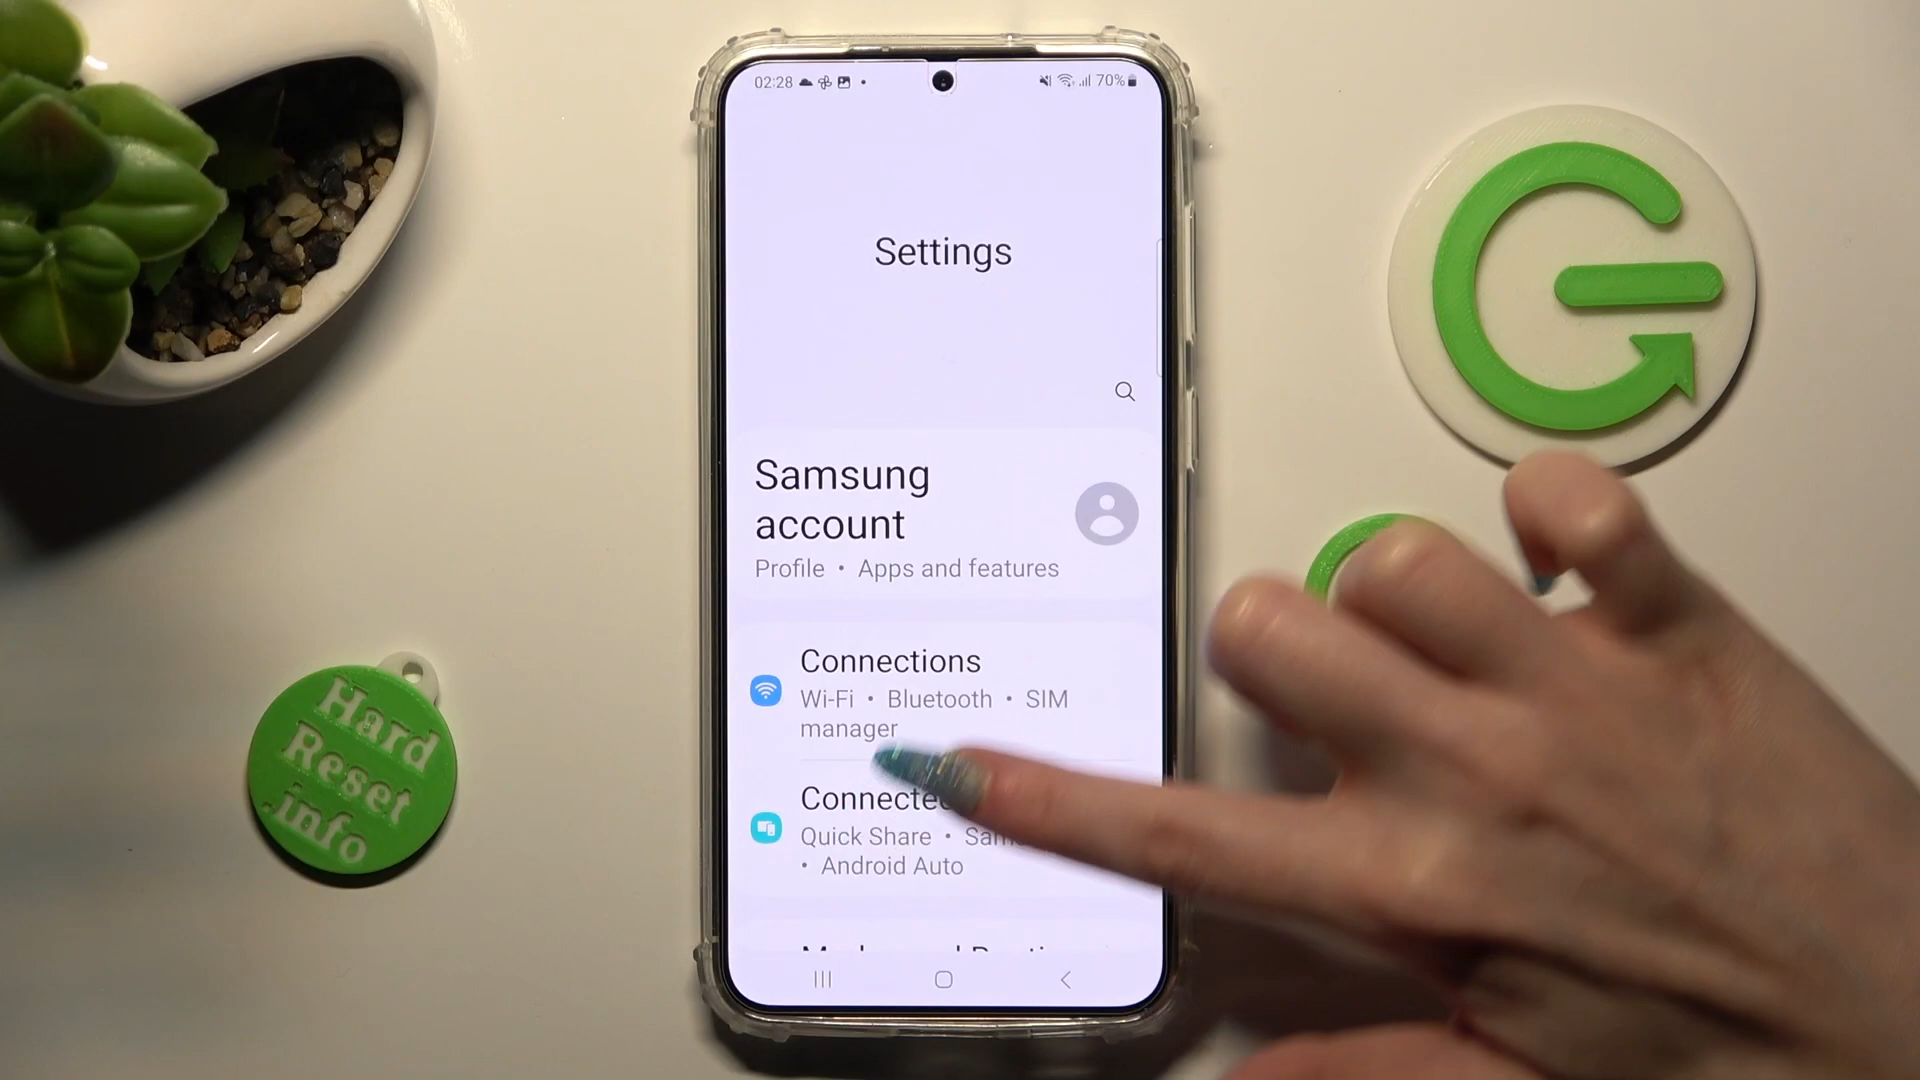 02:28
70%
Settings
Samsung
account
Profile • Apps and features
Connections
Wi-Fi • Bluetooth • SIM
manager
Quick Share •
• Android Auto
Hard
Reset
.info